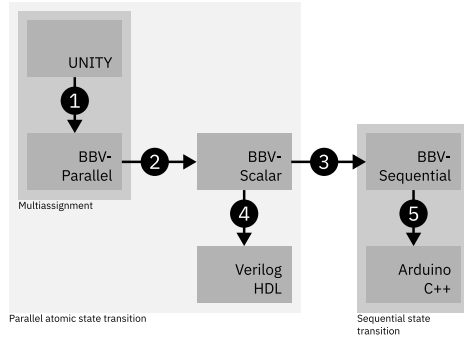 UNITY
1
BBV-
Parallel
2
BBV-
Scalar
3
BBV-
Sequential
Multiassignment
4
5
Verilog
HDL
Arduino
C++
Parallel atomic state transition
Sequential state
transition